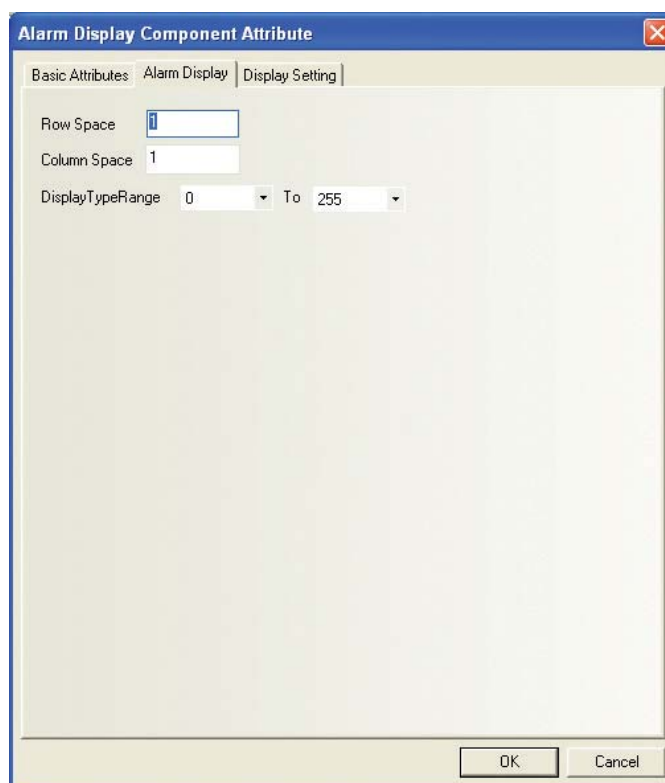 Alarm Display Component Attribute
Basic Attributes Alarm Display Display Setting
Row Space 1
Column Space 1
DisplayTypeRange 0 To 255
OK Cancel